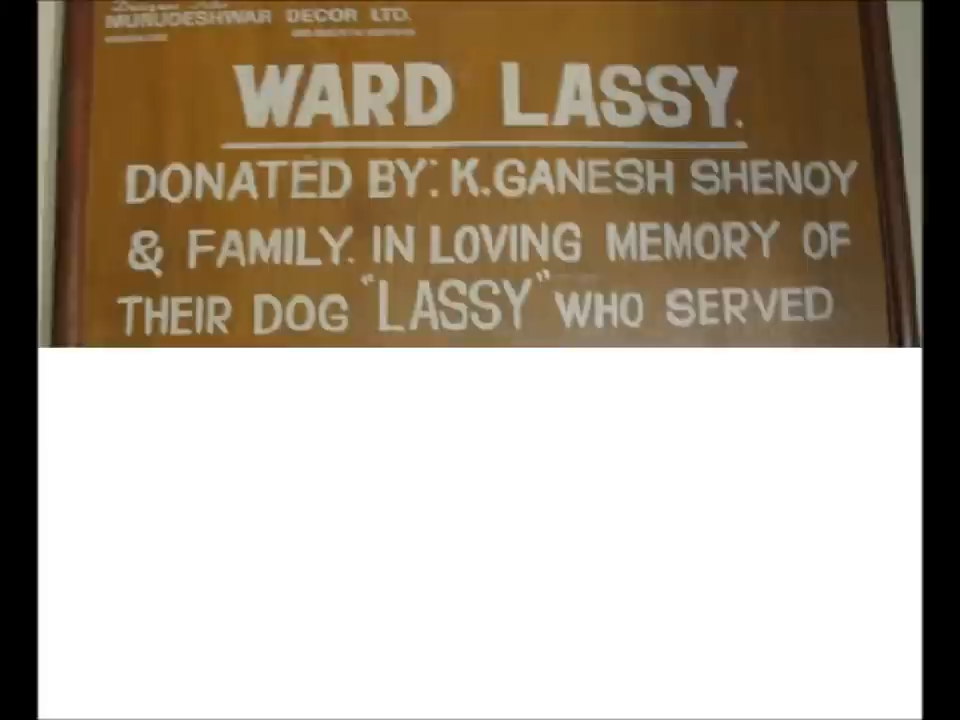 MURUDESHWAR DECOR LTD.
WARD LASSY.
DONATED BY: K.GANESH SHENOY
& FAMILY. IN LOVING MEMORY OF
THEIR DOG "LASSY" WHO SERVED